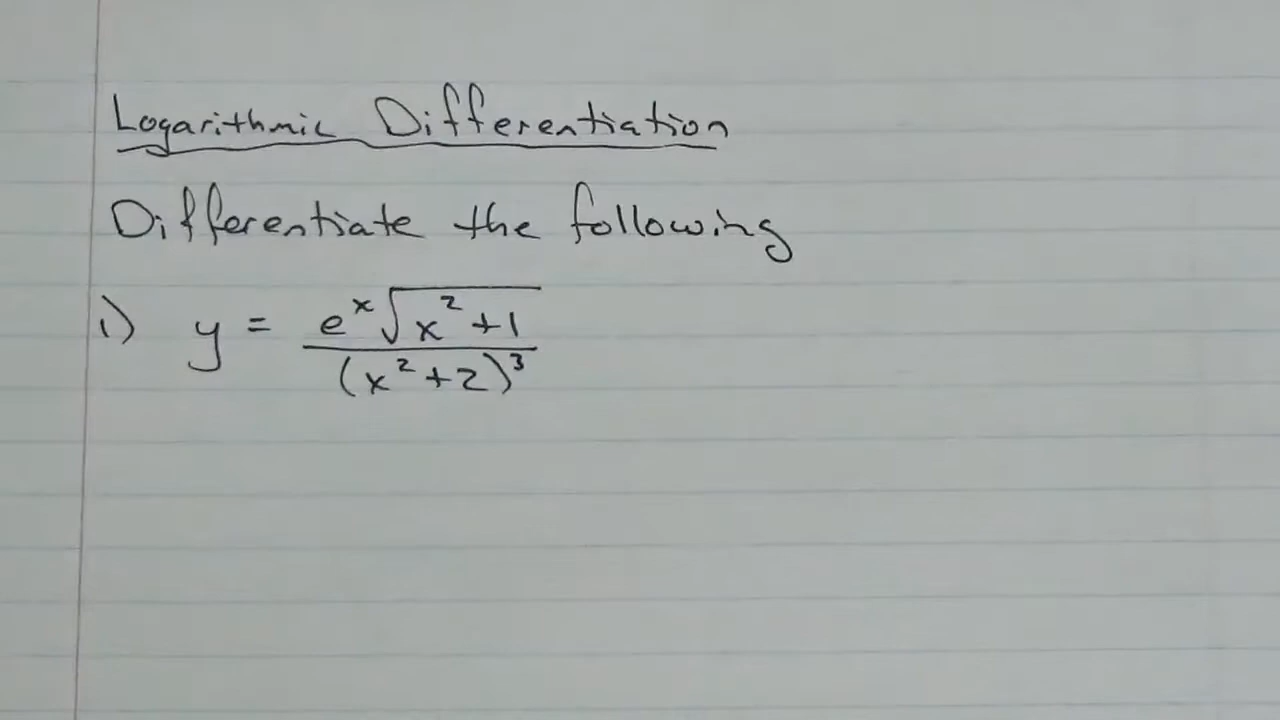 Logarithmic Differentiation
Differentiate the following
1) y = e^x √(x^2 + 1) / (x^2 + 2)^3